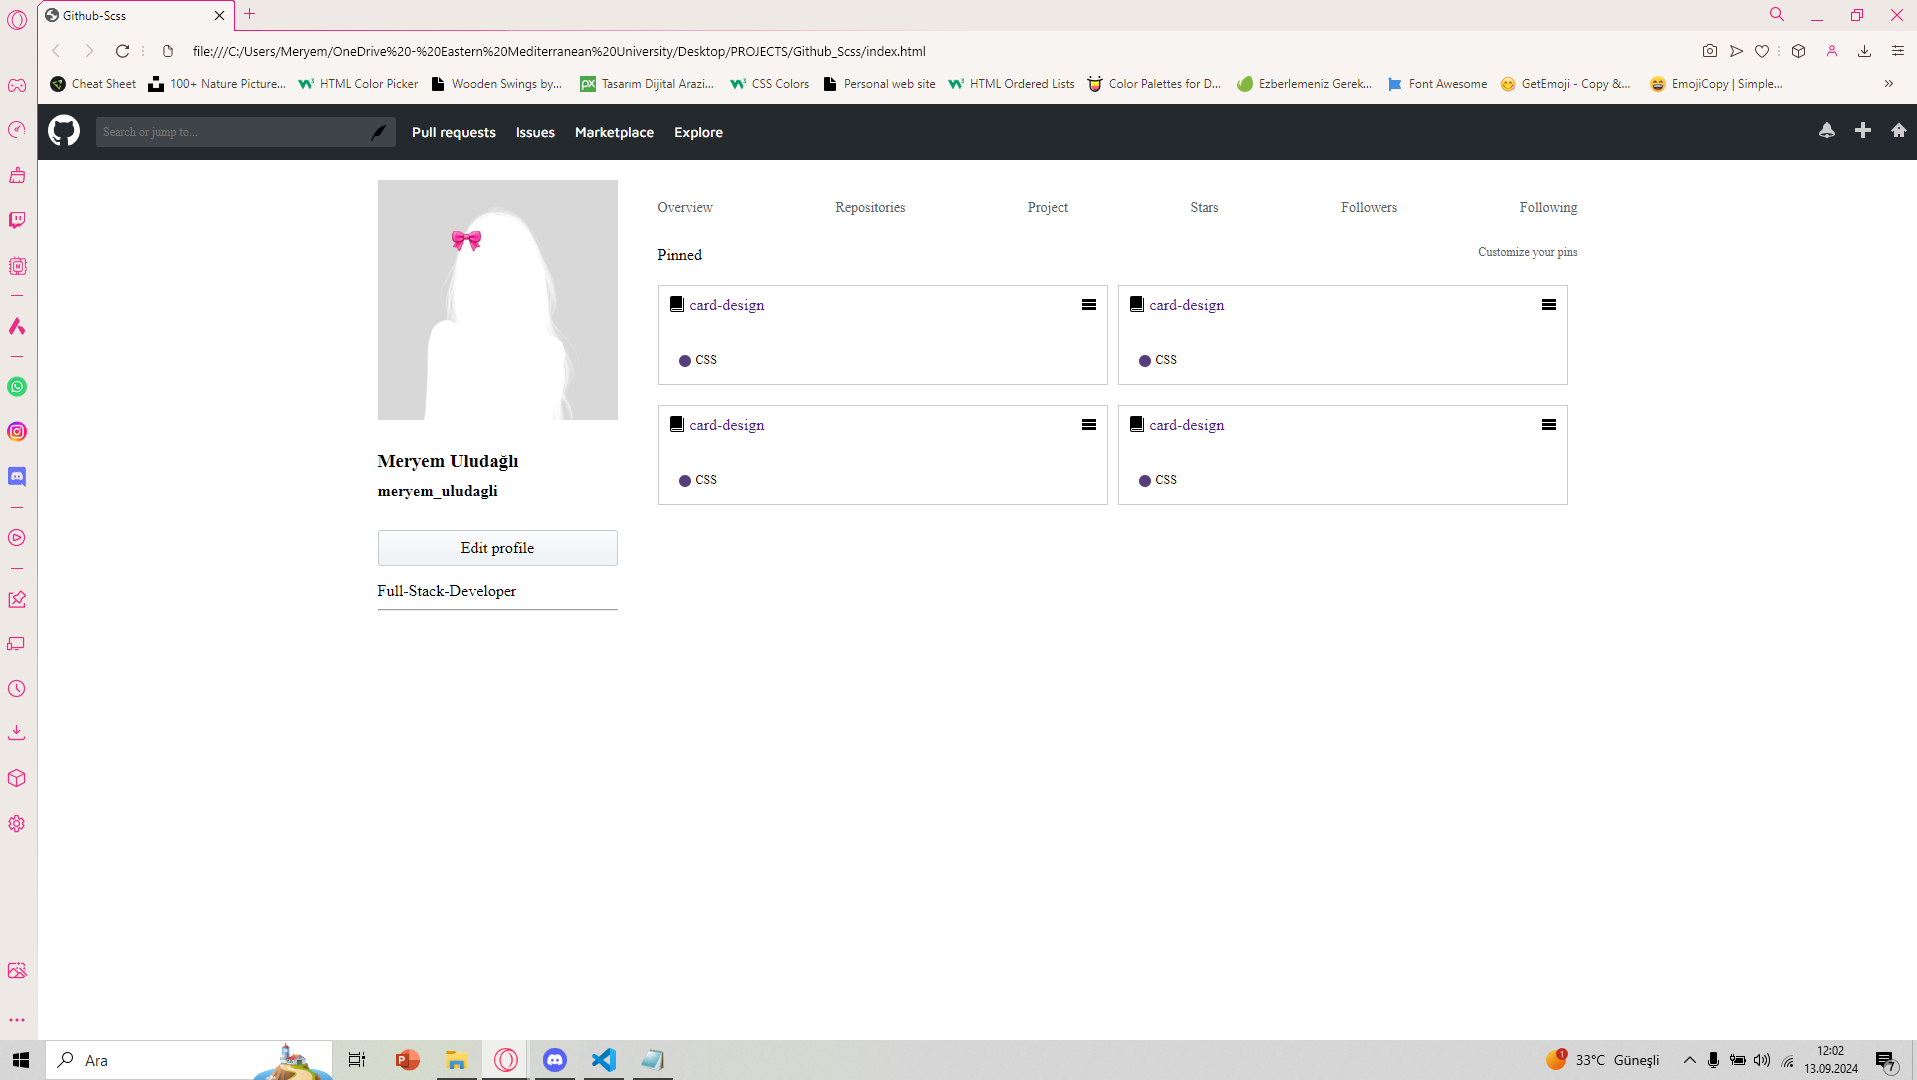 Github-Scss
file:///C:/Users/Meryem/OneDrive%20-%20Eastern%20Mediterranean%20University/Desktop/PROJECTS/Github_Scss/index.html
Cheat Sheet 100+ Nature Picture... HTML Color Picker Wooden Swings by... Tasarım Dijital Arazi... CSS Colors Personal web site HTML Ordered Lists Color Palettes for D... Ezberlemeniz Gerek... Font Awesome GetEmoji - Copy &... EmojiCopy | Simple... »
Search or jump to... Pull requests Issues Marketplace Explore
Overview Repositories Project Stars Followers Following
Pinned Customize your pins
card-design card-design
CSS CSS
card-design card-design
CSS CSS
Meryem Uludağlı
meryem_uludagli
Edit profile
Full-Stack-Developer
Ara 1 33°C Güneşli 12:02
13.09.2024 7